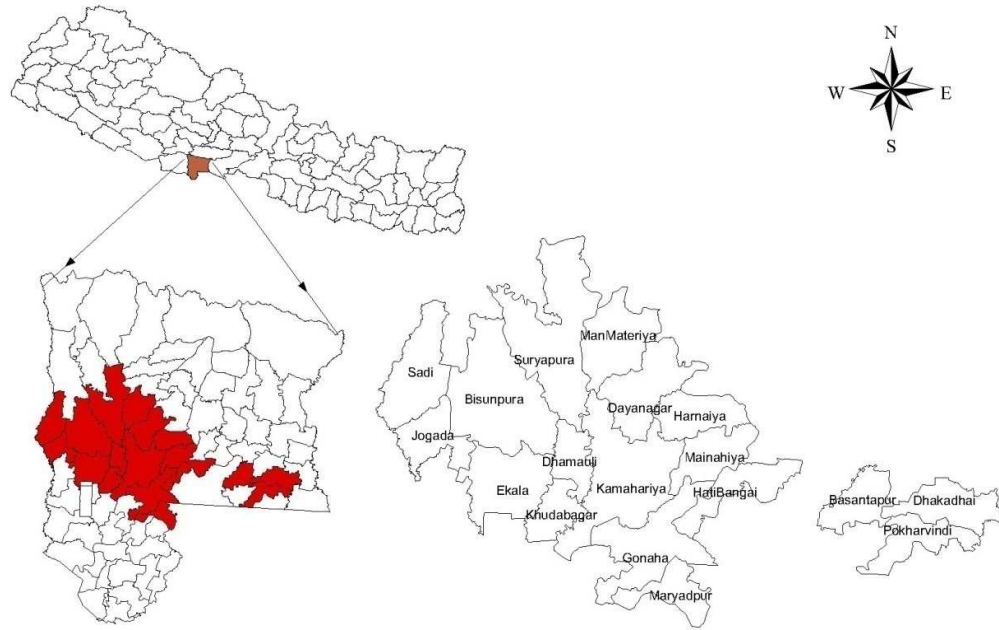 N
W E
S
ManMateriya
Suryapura
Sadi
Bisunpura
Dayanagar
Harnaiya
Jogada
Mainahiya
Dhamauli
Ekala
Kamahariya
HatiBangai
Basantapur
Dhakadhai
Khudabagar
Pokharvindi
Gonaha
Maryadpur